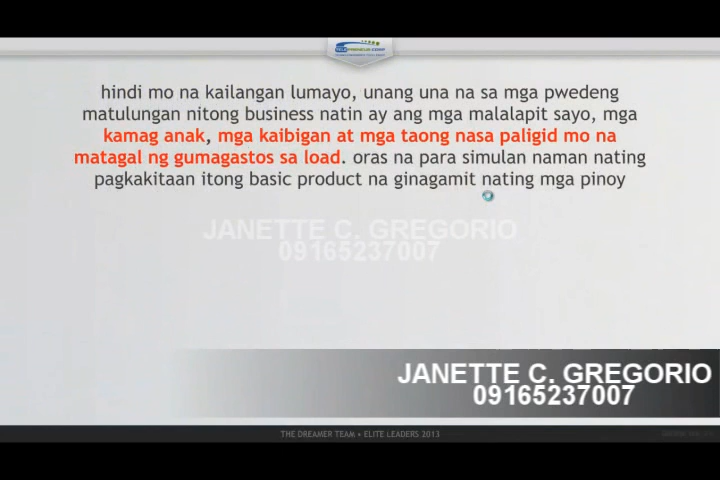 hindi mo na kailangan lumayo, unang una na sa mga pwedeng
matulungan nitong business natin ay ang mga malalapit sayo, mga
kamag anak, mga kaibigan at mga taong nasa paligid mo na
matagal ng gumagastos sa load. oras na para simulan naman nating
pagkakitaan itong basic product na ginagamit nating mga pinoy
JANETTE C. GREGORIO
09165237007
JANETTE C. GREGORIO
09165237007
THE DREAMER TEAM • ELITE LEADERS 2013